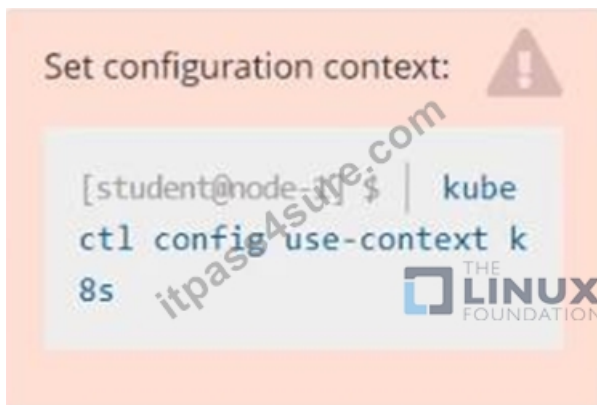 Set configuration context:
[student@node-1] $ | kube
ctl config use-context k
8s
itpass4sure.com
THE
LINUX
FOUNDATION